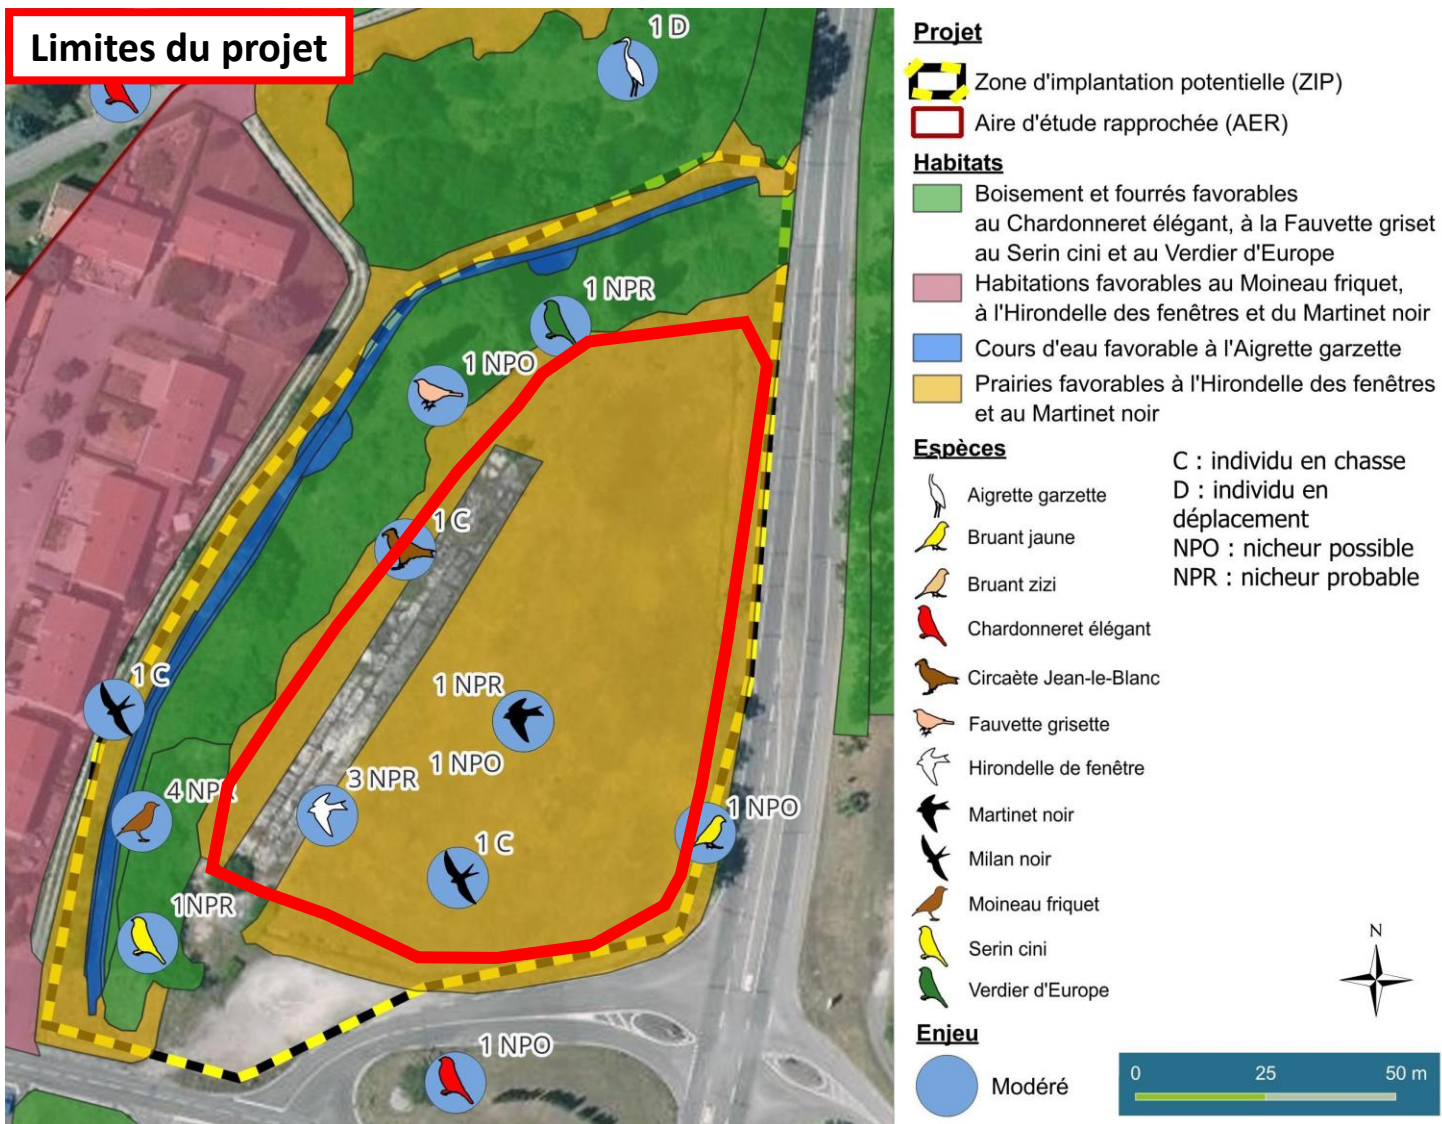 Limites du projet
1 D
1 NPR
1 NPO
1 C
1 C
1 NPR
1 NPO
3 NPR
4 NPR
1 C
1 NPO
1NPR
1 NPO
Projet
Zone d'implantation potentielle (ZIP)
Aire d'étude rapprochée (AER)
Habitats
Boisement et fourrés favorables
au Chardonneret élégant, à la Fauvette griset
au Serin cini et au Verdier d'Europe
Habitations favorables au Moineau friquet,
à l'Hirondelle des fenêtres et du Martinet noir
Cours d'eau favorable à l'Aigrette garzette
Prairies favorables à l'Hirondelle des fenêtres
et au Martinet noir
Espèces
Aigrette garzette
Bruant jaune
Bruant zizi
Chardonneret élégant
Circaète Jean-le-Blanc
Fauvette grisette
Hirondelle de fenêtre
Martinet noir
Milan noir
Moineau friquet
Serin cini
Verdier d'Europe
C : individu en chasse
D : individu en
déplacement
NPO : nicheur possible
NPR : nicheur probable
N
Enjeu
Modéré
0 25 50 m